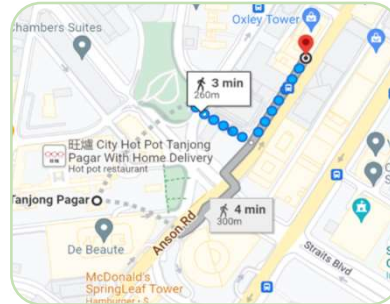 Chambers Suites
Oxley Tower
3 min
260m
旺爐 City Hot Pot Tanjong
Pagar With Home Delivery
Hot pot restaurant
Tanjong Pagar
4 min
300m
Anson Rd
De Beaute
Straits Blvd
McDonald's
SpringLeaf Tower
Hamburger • S